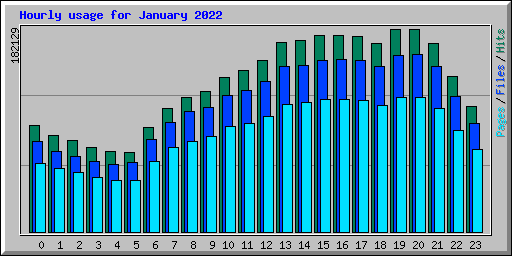 Hourly usage for January 2022
182129
Pages/Files/Hits
0 1 2 3 4 5 6 7 8 9 10 11 12 13 14 15 16 17 18 19 20 21 22 23